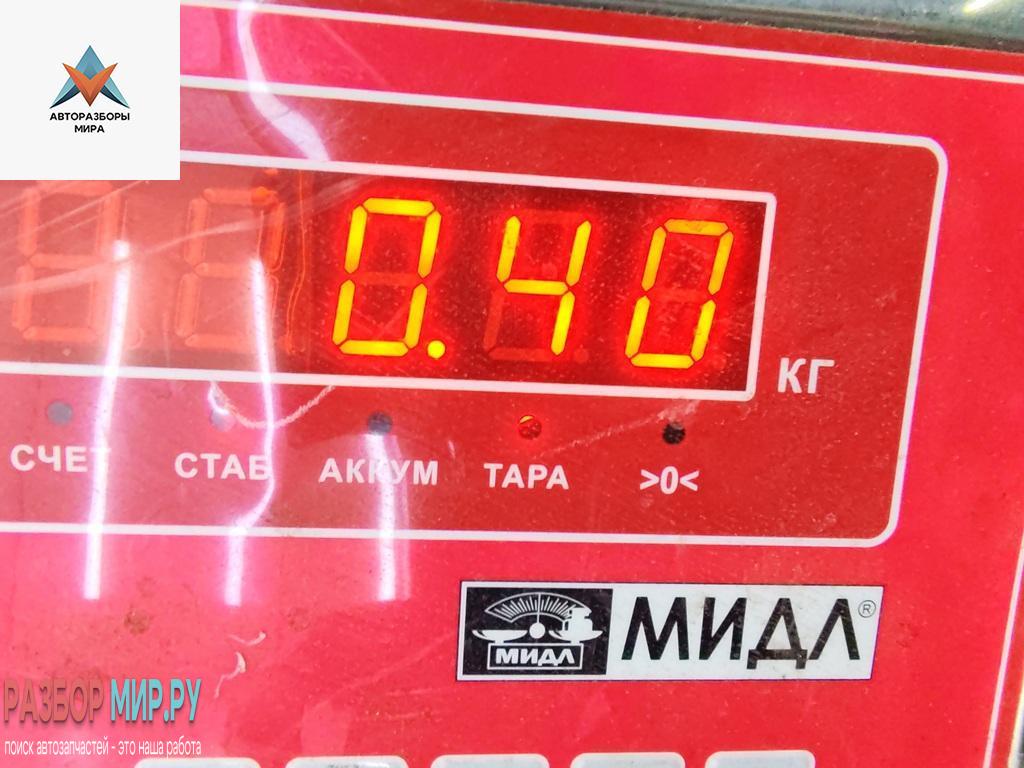 АВТОРАЗБОРЫ
МИРА
0.40
КГ
СЧЕТ СТАБ АККУМ ТАРА >0<
МИДЛ МИДЛ®
РАЗБОР МИР.РУ
поиск автозапчастей - это наша работа